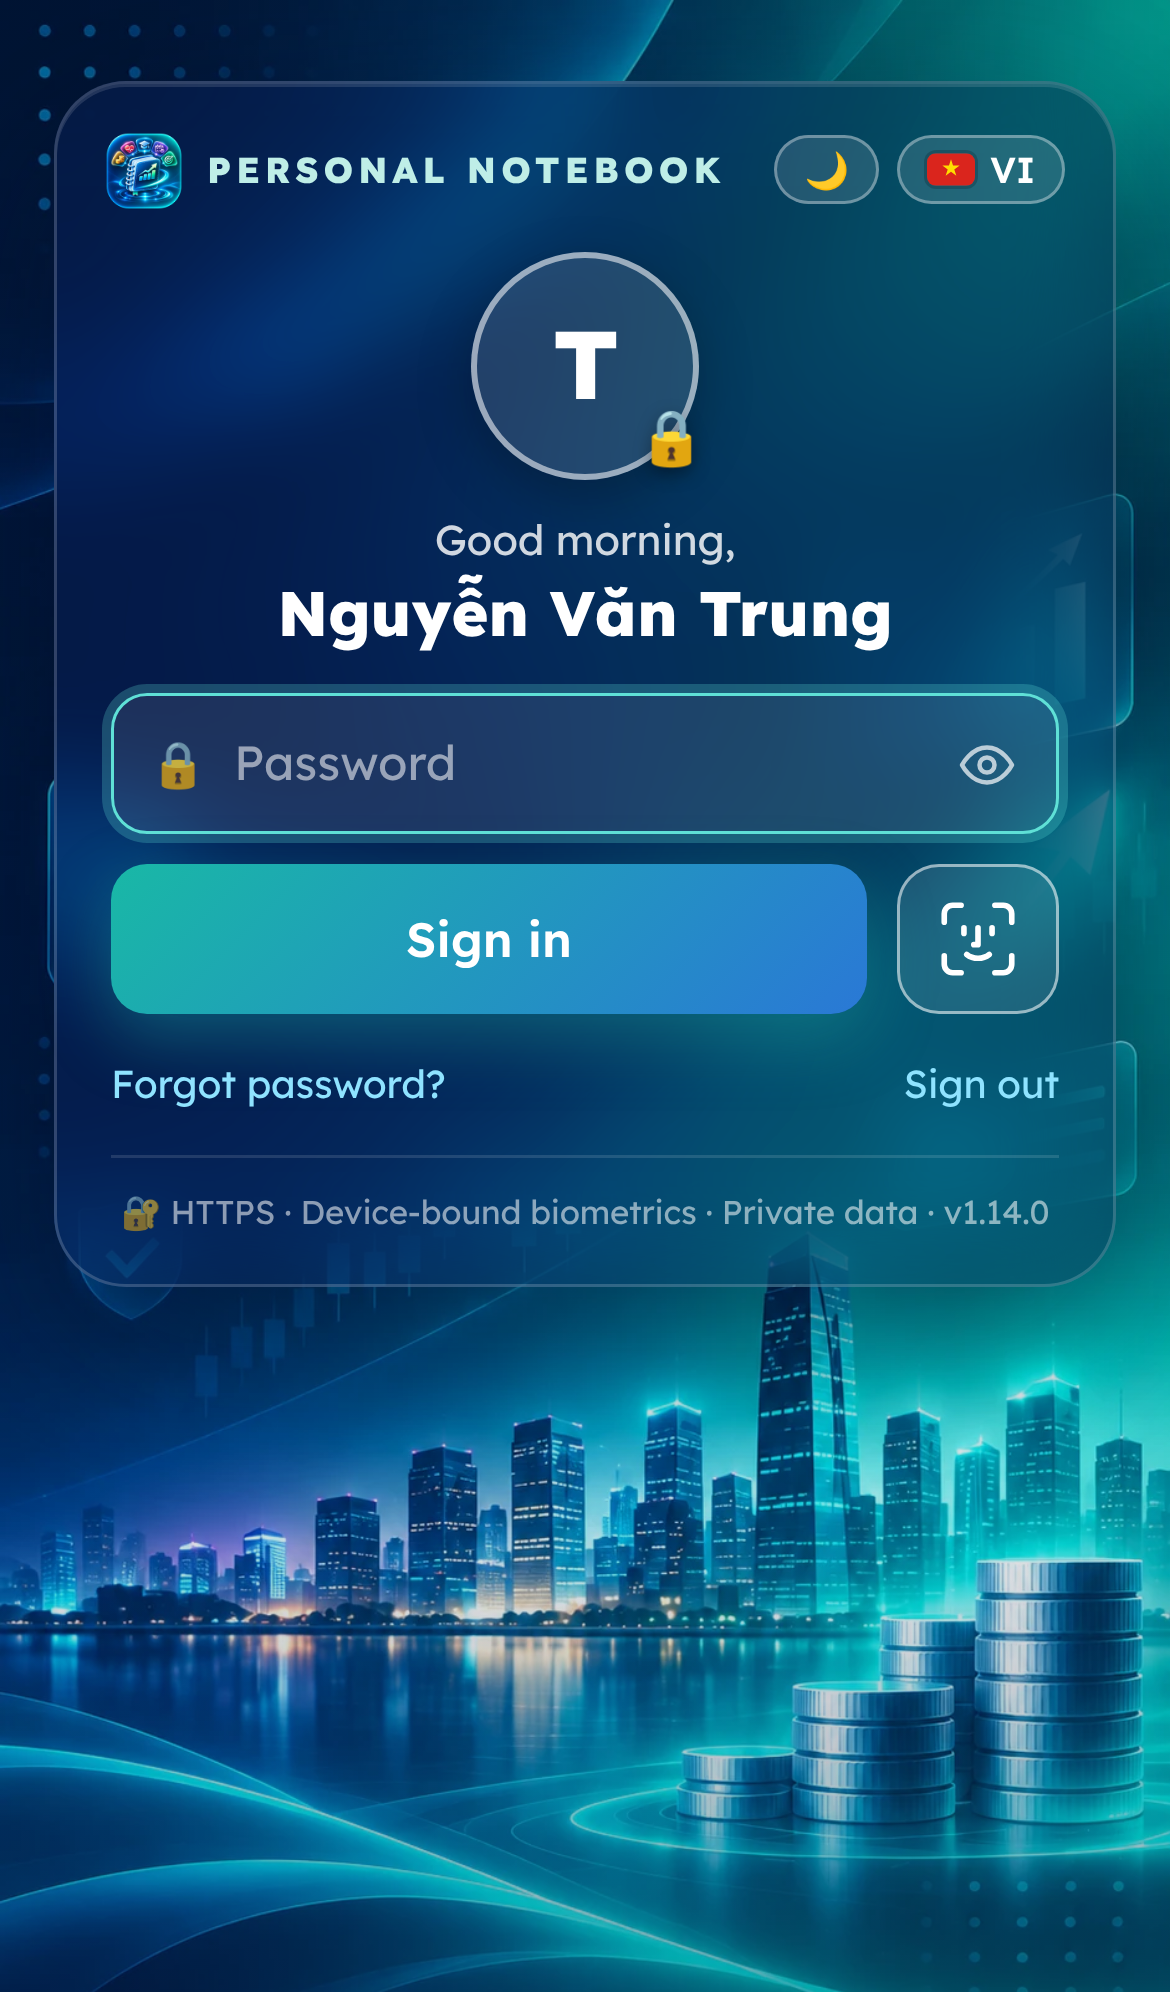 PERSONAL NOTEBOOK
VI
T
Good morning,
Nguyễn Văn Trung
Password
Sign in
Forgot password?
Sign out
HTTPS · Device-bound biometrics · Private data · v1.14.0